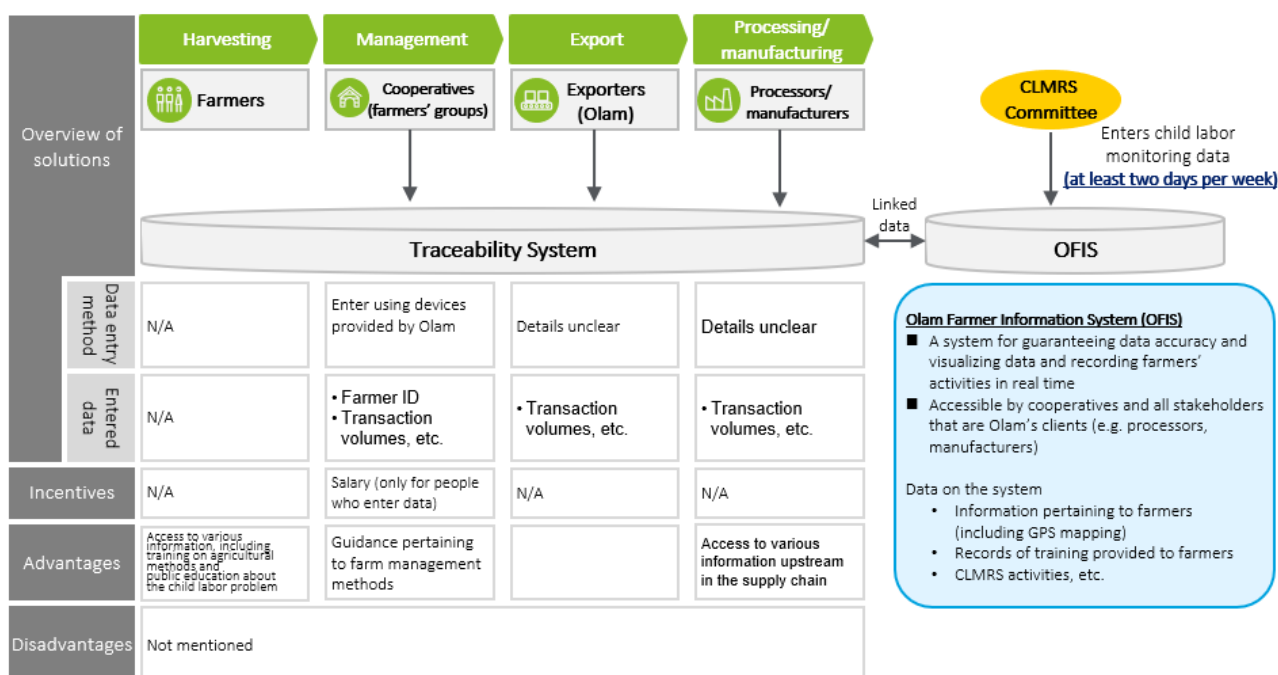 Harvesting
Management
Export
Processing/
manufacturing
Overview of
solutions
Farmers
Cooperatives
(farmers' groups)
Exporters
(Olam)
Processors/
manufacturers
CLMRS
Committee
Enters child labor
monitoring data
(at least two days per week)
Traceability System
Linked
data
OFIS
Data entry
method
N/A
Enter using devices
provided by Olam
Details unclear
Details unclear
Entered
data
N/A
• Farmer ID
• Transaction
volumes, etc.
• Transaction
volumes, etc.
• Transaction
volumes, etc.
Incentives
N/A
Salary (only for people
who enter data)
N/A
N/A
Advantages
Access to various
information, including
training on agricultural
methods and
public education about
the child labor problem
Guidance pertaining
to farm management
methods
Access to various
information upstream
in the supply chain
Disadvantages
Not mentioned
Olam Farmer Information System (OFIS)
■ A system for guaranteeing data accuracy and
visualizing data and recording farmers'
activities in real time
■ Accessible by cooperatives and all stakeholders
that are Olam's clients (e.g. processors,
manufacturers)
Data on the system
• Information pertaining to farmers
(including GPS mapping)
• Records of training provided to farmers
• CLMRS activities, etc.